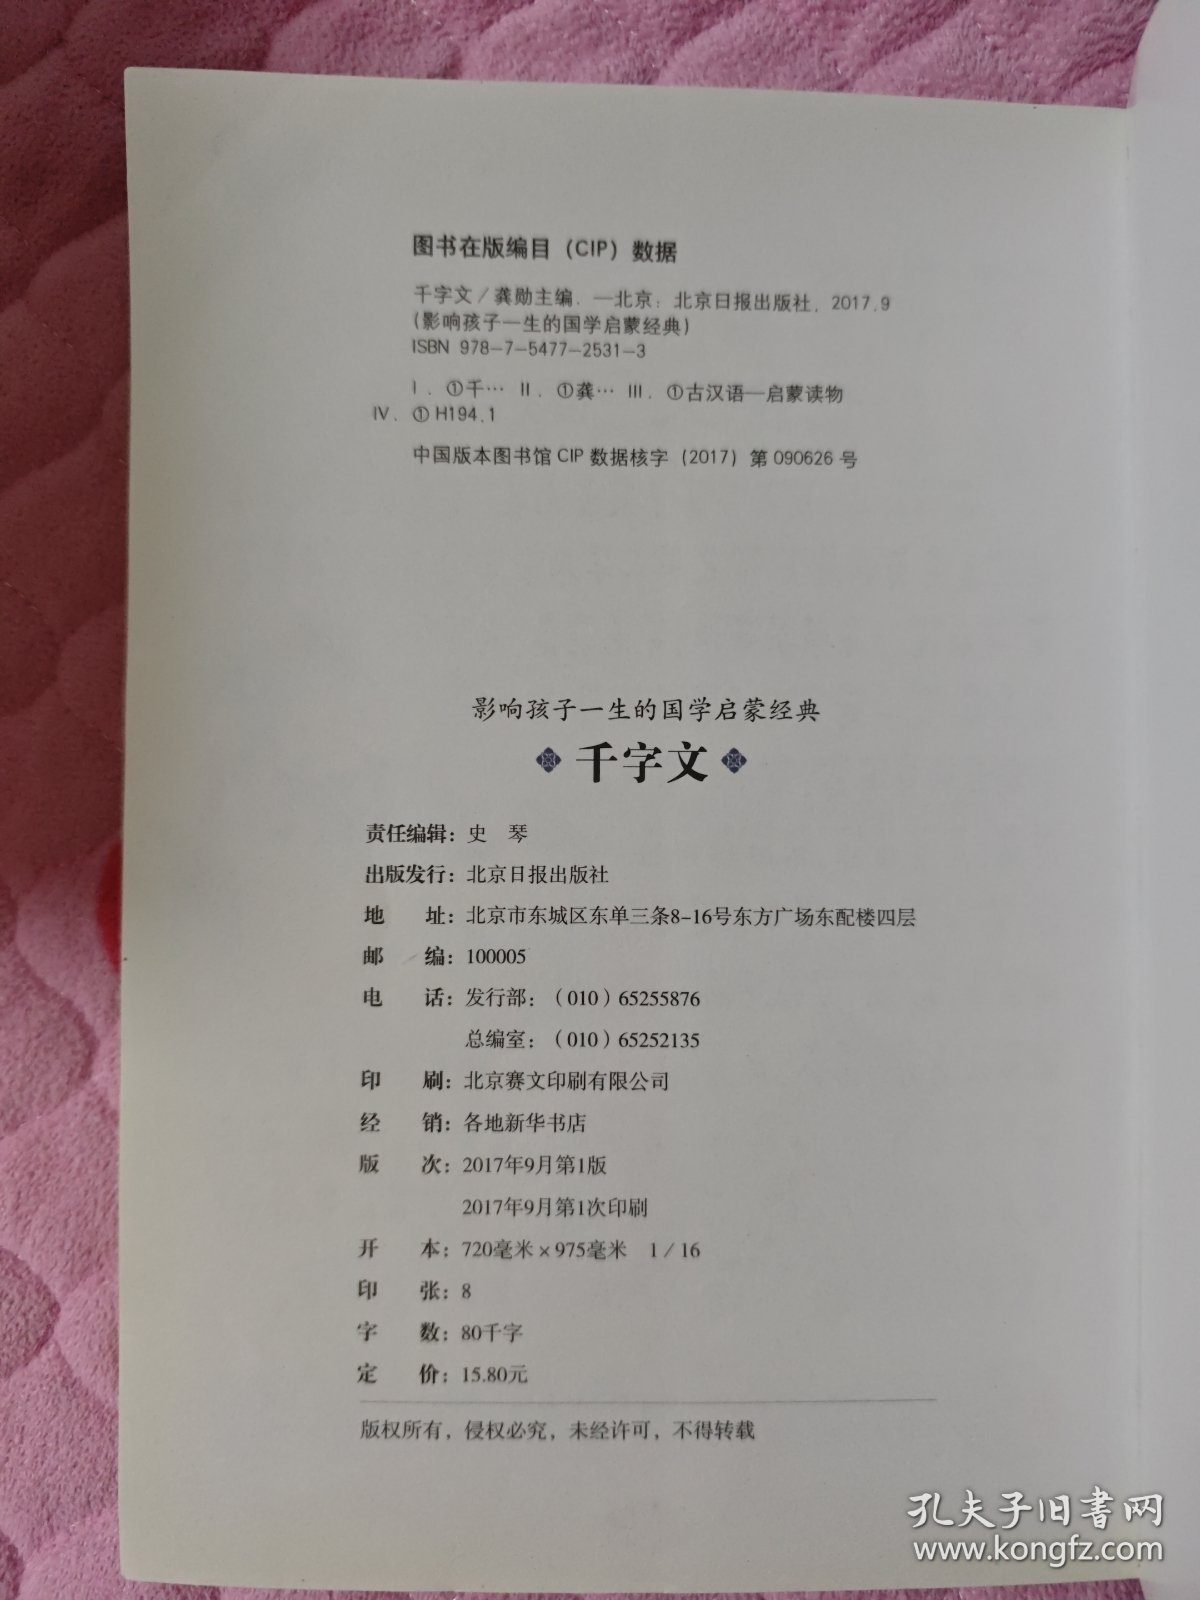 图书在版编目（CIP）数据
千字文／龚勋主编．—北京：北京日报出版社，2017.9
（影响孩子一生的国学启蒙经典）
ISBN 978-7-5477-2531-3
Ⅰ．①千… Ⅱ．①龚… Ⅲ．①古汉语—启蒙读物
Ⅳ．①H194.1
中国版本图书馆CIP数据核字（2017）第090626号
影响孩子一生的国学启蒙经典
千字文
责任编辑：史 琴
出版发行：北京日报出版社
地 址：北京市东城区东单三条8-16号东方广场东配楼四层
邮 编：100005
电 话：发行部：（010）65255876
总编室：（010）65252135
印 刷：北京赛文印刷有限公司
经 销：各地新华书店
版 次：2017年9月第1版
2017年9月第1次印刷
开 本：720毫米×975毫米 1／16
印 张：8
字 数：80千字
定 价：15.80元
版权所有，侵权必究，未经许可，不得转载
孔夫子旧书网
www.kongfz.com